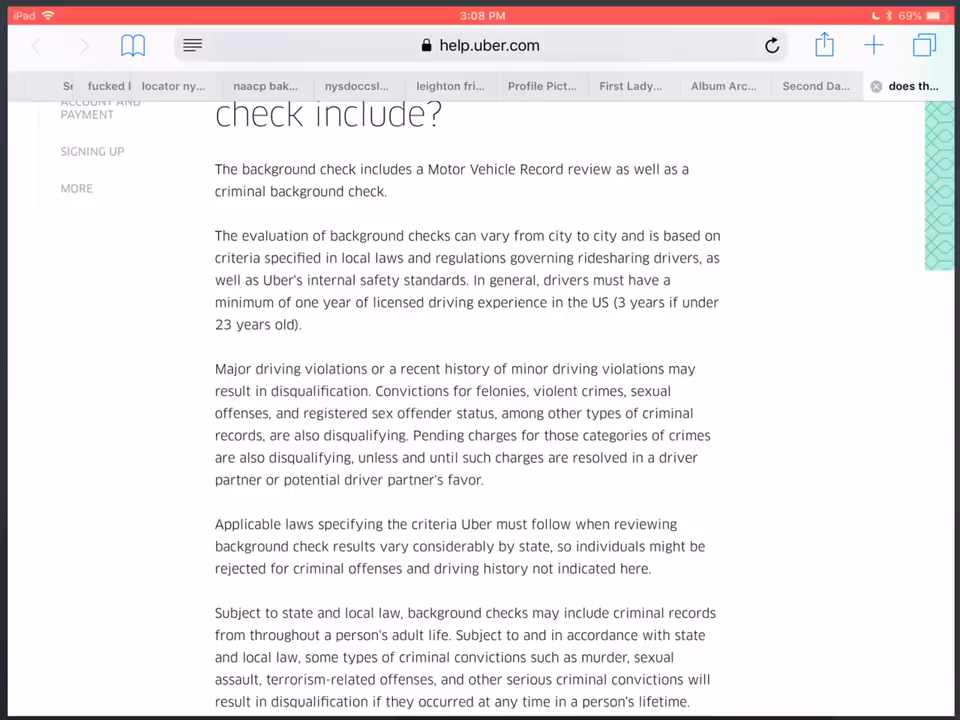 iPad 3:08 PM 69%
help.uber.com
Se fucked l locator ny... naacp bak... nysdoccsl... leighton fri... Profile Pict... First Lady... Album Arc... Second Da... does th...
ACCOUNT AND
PAYMENT
SIGNING UP
MORE
check include?
The background check includes a Motor Vehicle Record review as well as a
criminal background check.
The evaluation of background checks can vary from city to city and is based on
criteria specified in local laws and regulations governing ridesharing drivers, as
well as Uber's internal safety standards. In general, drivers must have a
minimum of one year of licensed driving experience in the US (3 years if under
23 years old).
Major driving violations or a recent history of minor driving violations may
result in disqualification. Convictions for felonies, violent crimes, sexual
offenses, and registered sex offender status, among other types of criminal
records, are also disqualifying. Pending charges for those categories of crimes
are also disqualifying, unless and until such charges are resolved in a driver
partner or potential driver partner's favor.
Applicable laws specifying the criteria Uber must follow when reviewing
background check results vary considerably by state, so individuals might be
rejected for criminal offenses and driving history not indicated here.
Subject to state and local law, background checks may include criminal records
from throughout a person's adult life. Subject to and in accordance with state
and local law, some types of criminal convictions such as murder, sexual
assault, terrorism-related offenses, and other serious criminal convictions will
result in disqualification if they occurred at any time in a person's lifetime.